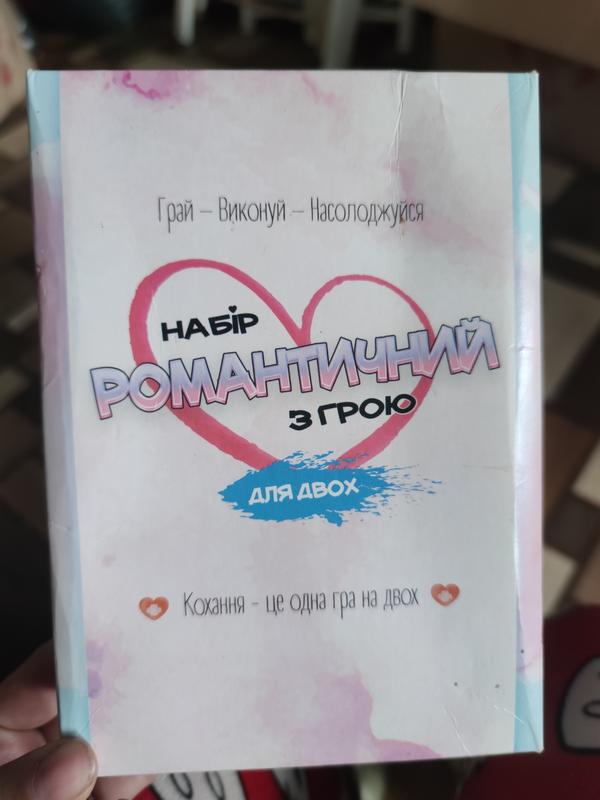 Грай – Виконуй – Насолоджуйся
НАБІР
РОМАНТИЧНИЙ
З ГРОЮ
ДЛЯ ДВОХ
Кохання - це одна гра на двох